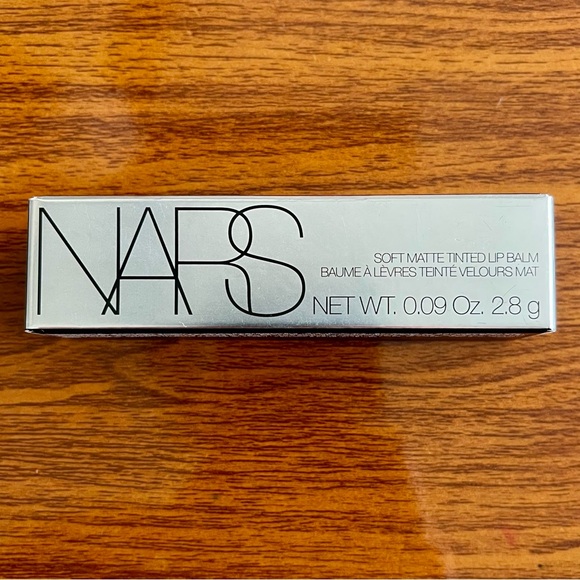 NARS
SOFT MATTE TINTED LIP BALM
BAUME À LÈVRES TEINTÉ VELOURS MAT
NET WT. 0.09 Oz. 2.8 g